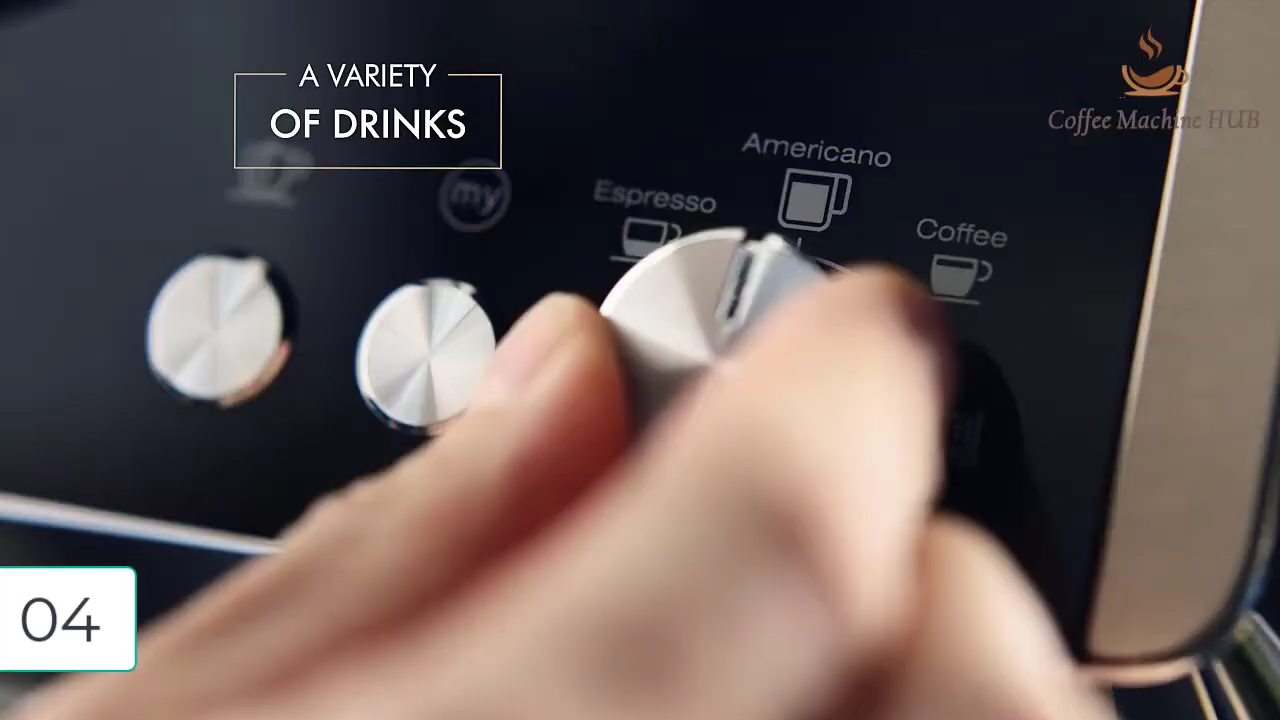 A VARIETY
OF DRINKS
Coffee Machine HUB
my
Espresso
Americano
Coffee
04